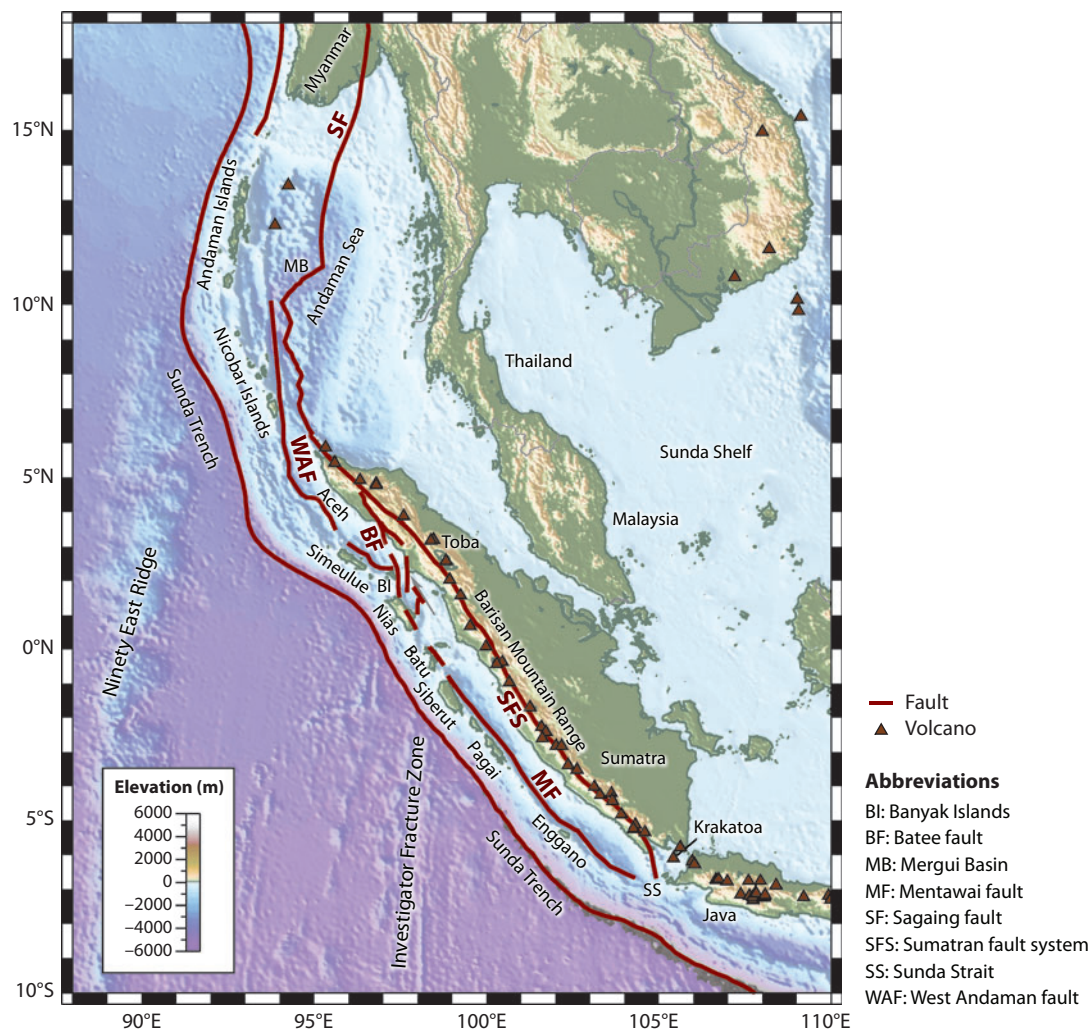 Myanmar
SF
15°N
Andaman Islands
MB
Andaman Sea
10°N
Nicobar Islands
Thailand
Sunda Trench
Sunda Shelf
WAF
5°N
Aceh
Malaysia
BF
Toba
Simeulue
BI
Barisan Mountain Range
Nias
Ninety East Ridge
0°N
Batu
Siberut
SFS
Fault
Volcano
Pagai
Sumatra
MF
Investigator Fracture Zone
Elevation (m)
6000
4000
2000
0
−2000
−4000
−6000
5°S
Enggano
Krakatoa
Sunda Trench
SS
Java
10°S
90°E
95°E
100°E
105°E
110°E
Abbreviations
BI: Banyak Islands
BF: Batee fault
MB: Mergui Basin
MF: Mentawai fault
SF: Sagaing fault
SFS: Sumatran fault system
SS: Sunda Strait
WAF: West Andaman fault